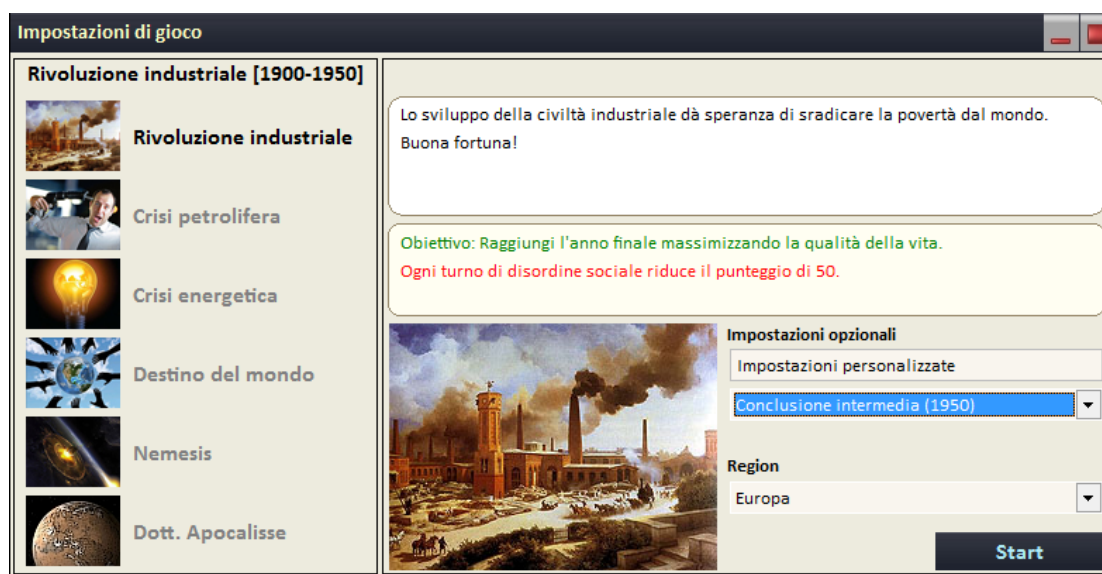 Impostazioni di gioco
Rivoluzione industriale [1900-1950]
Rivoluzione industriale
Crisi petrolifera
Crisi energetica
Destino del mondo
Nemesis
Dott. Apocalisse
Lo sviluppo della civiltà industriale dà speranza di sradicare la povertà dal mondo.
Buona fortuna!
Obiettivo: Raggiungi l'anno finale massimizzando la qualità della vita.
Ogni turno di disordine sociale riduce il punteggio di 50.
Impostazioni opzionali
Impostazioni personalizzate
Conclusione intermedia (1950)
Region
Europa
Start